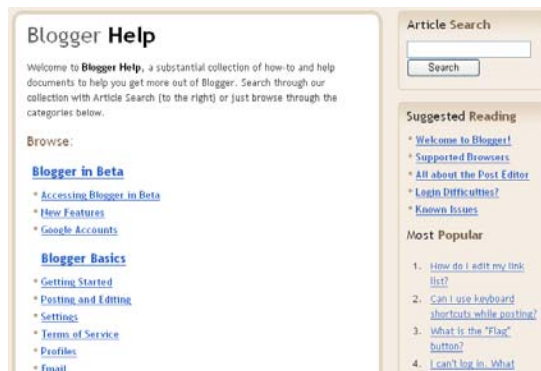 Blogger Help
Welcome to Blogger Help, a substantial collection of how-to and help
documents to help you get more out of Blogger. Search through our
collection with Article Search (to the right) or just browse through the
categories below.
Browse:
Blogger in Beta
Accessing Blogger in Beta
New Features
Google Accounts
Blogger Basics
Getting Started
Posting and Editing
Settings
Terms of Service
Profiles
Email
Article Search
Search
Suggested Reading
Welcome to Blogger!
Supported Browsers
All about the Post Editor
Login Difficulties?
Known Issues
Most Popular
1. How do I edit my link
list?
2. Can I use keyboard
shortcuts while posting?
3. What is the "Flag"
button?
4. I can't log in. What